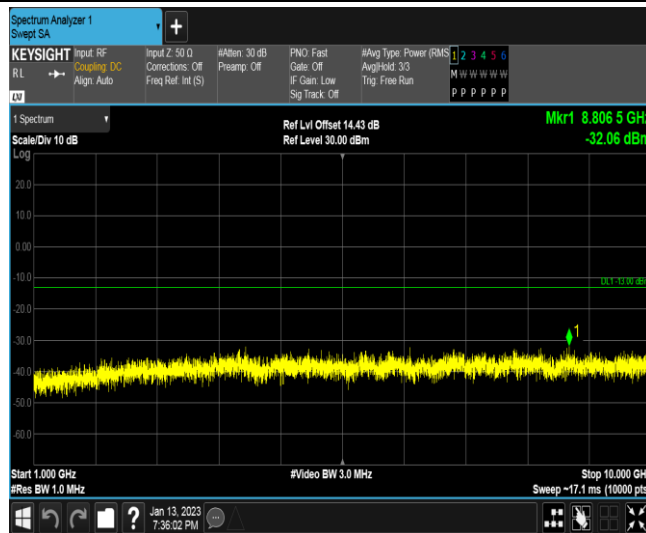 Spectrum Analyzer 1
Swept SA
+
KEYSIGHT
RL
LXI
Input: RF
Coupling: DC
Align: Auto
Input Z: 50 Ω
Corrections: Off
Freq Ref: Int (S)
#Atten: 30 dB
Preamp: Off
PNO: Fast
Gate: Off
IF Gain: Low
Sig Track: Off
#Avg Type: Power (RMS
Avg|Hold: 3/3
Trig: Free Run
1 2 3 4 5 6
M W W W W W
P P P P P P
1 Spectrum
Scale/Div 10 dB
Log
Ref Lvl Offset 14.43 dB
Ref Level 30.00 dBm
Mkr1 8.806 5 GHz
-32.06 dBm
20.0
10.0
0.00
-10.0
DL1 -13.00 dBm
-20.0
-30.0
1
-40.0
-50.0
-60.0
Start 1.000 GHz
#Res BW 1.0 MHz
#Video BW 3.0 MHz
Stop 10.000 GHz
Sweep ~17.1 ms (10000 pts)
?
Jan 13, 2023
7:36:02 PM